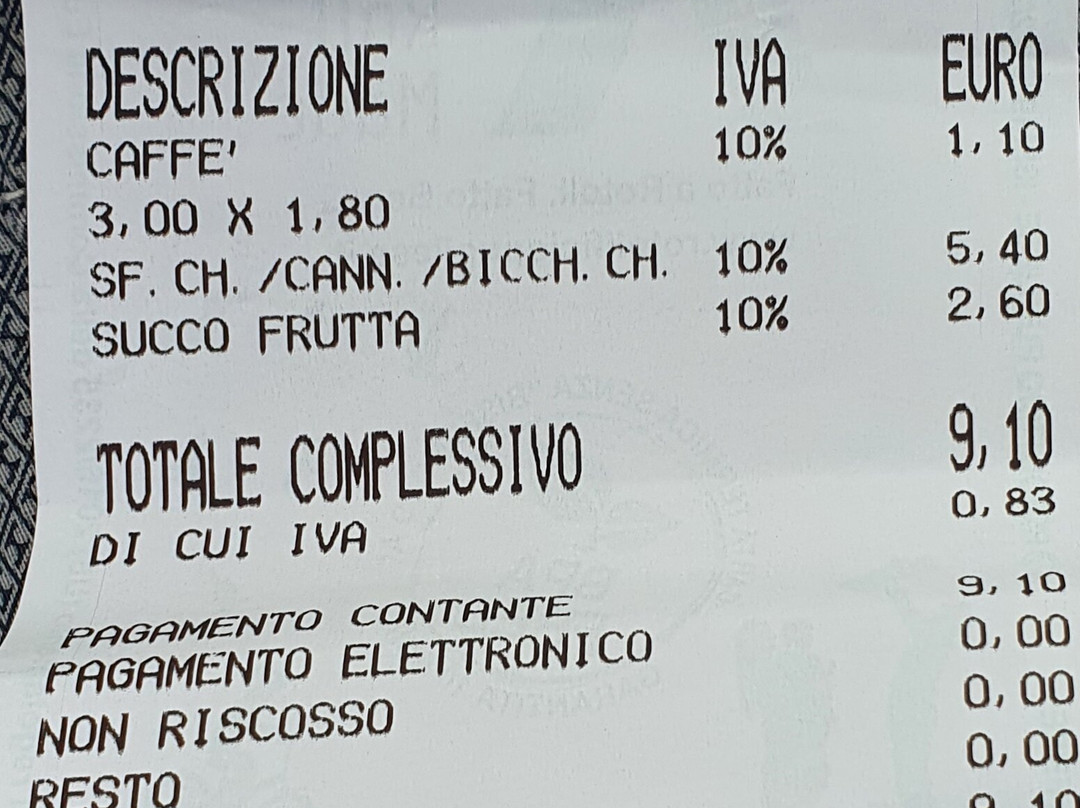 DESCRIZIONE IVA EURO
CAFFE' 10% 1,10
3,00 X 1,80
SF. CH. /CANN. /BICCH. CH. 10% 5,40
SUCCO FRUTTA 10% 2,60
TOTALE COMPLESSIVO 9,10
DI CUI IVA 0,83
PAGAMENTO CONTANTE 9,10
PAGAMENTO ELETTRONICO 0,00
NON RISCOSSO 0,00
RESTO 0,00